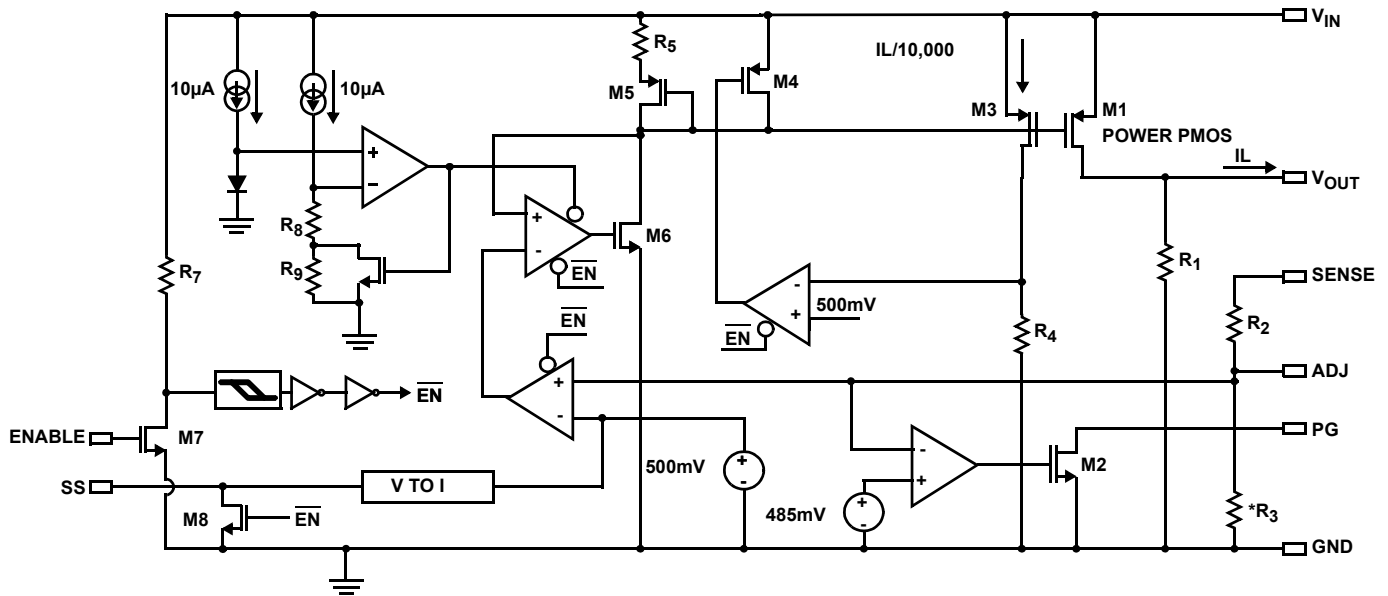 VIN
R5
IL/10,000
10µA
10µA
M4
M5
M3
M1
POWER PMOS
IL
VOUT
+
−
R8
+
-
M6
R7
R9
EN
R1
SENSE
-
+
500mV
R2
EN
EN
R4
ADJ
EN
+
-
ENABLE
M7
PG
-
+
M2
500mV
+
-
SS
V TO I
M8
EN
485mV
+
-
*R3
GND